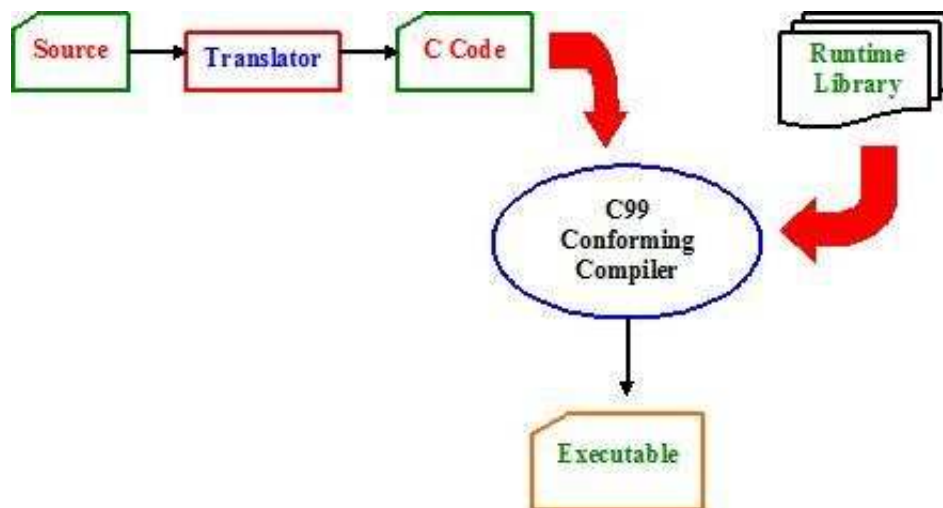 Source
Translator
C Code
Runtime
Library
C99
Conforming
Compiler
Executable